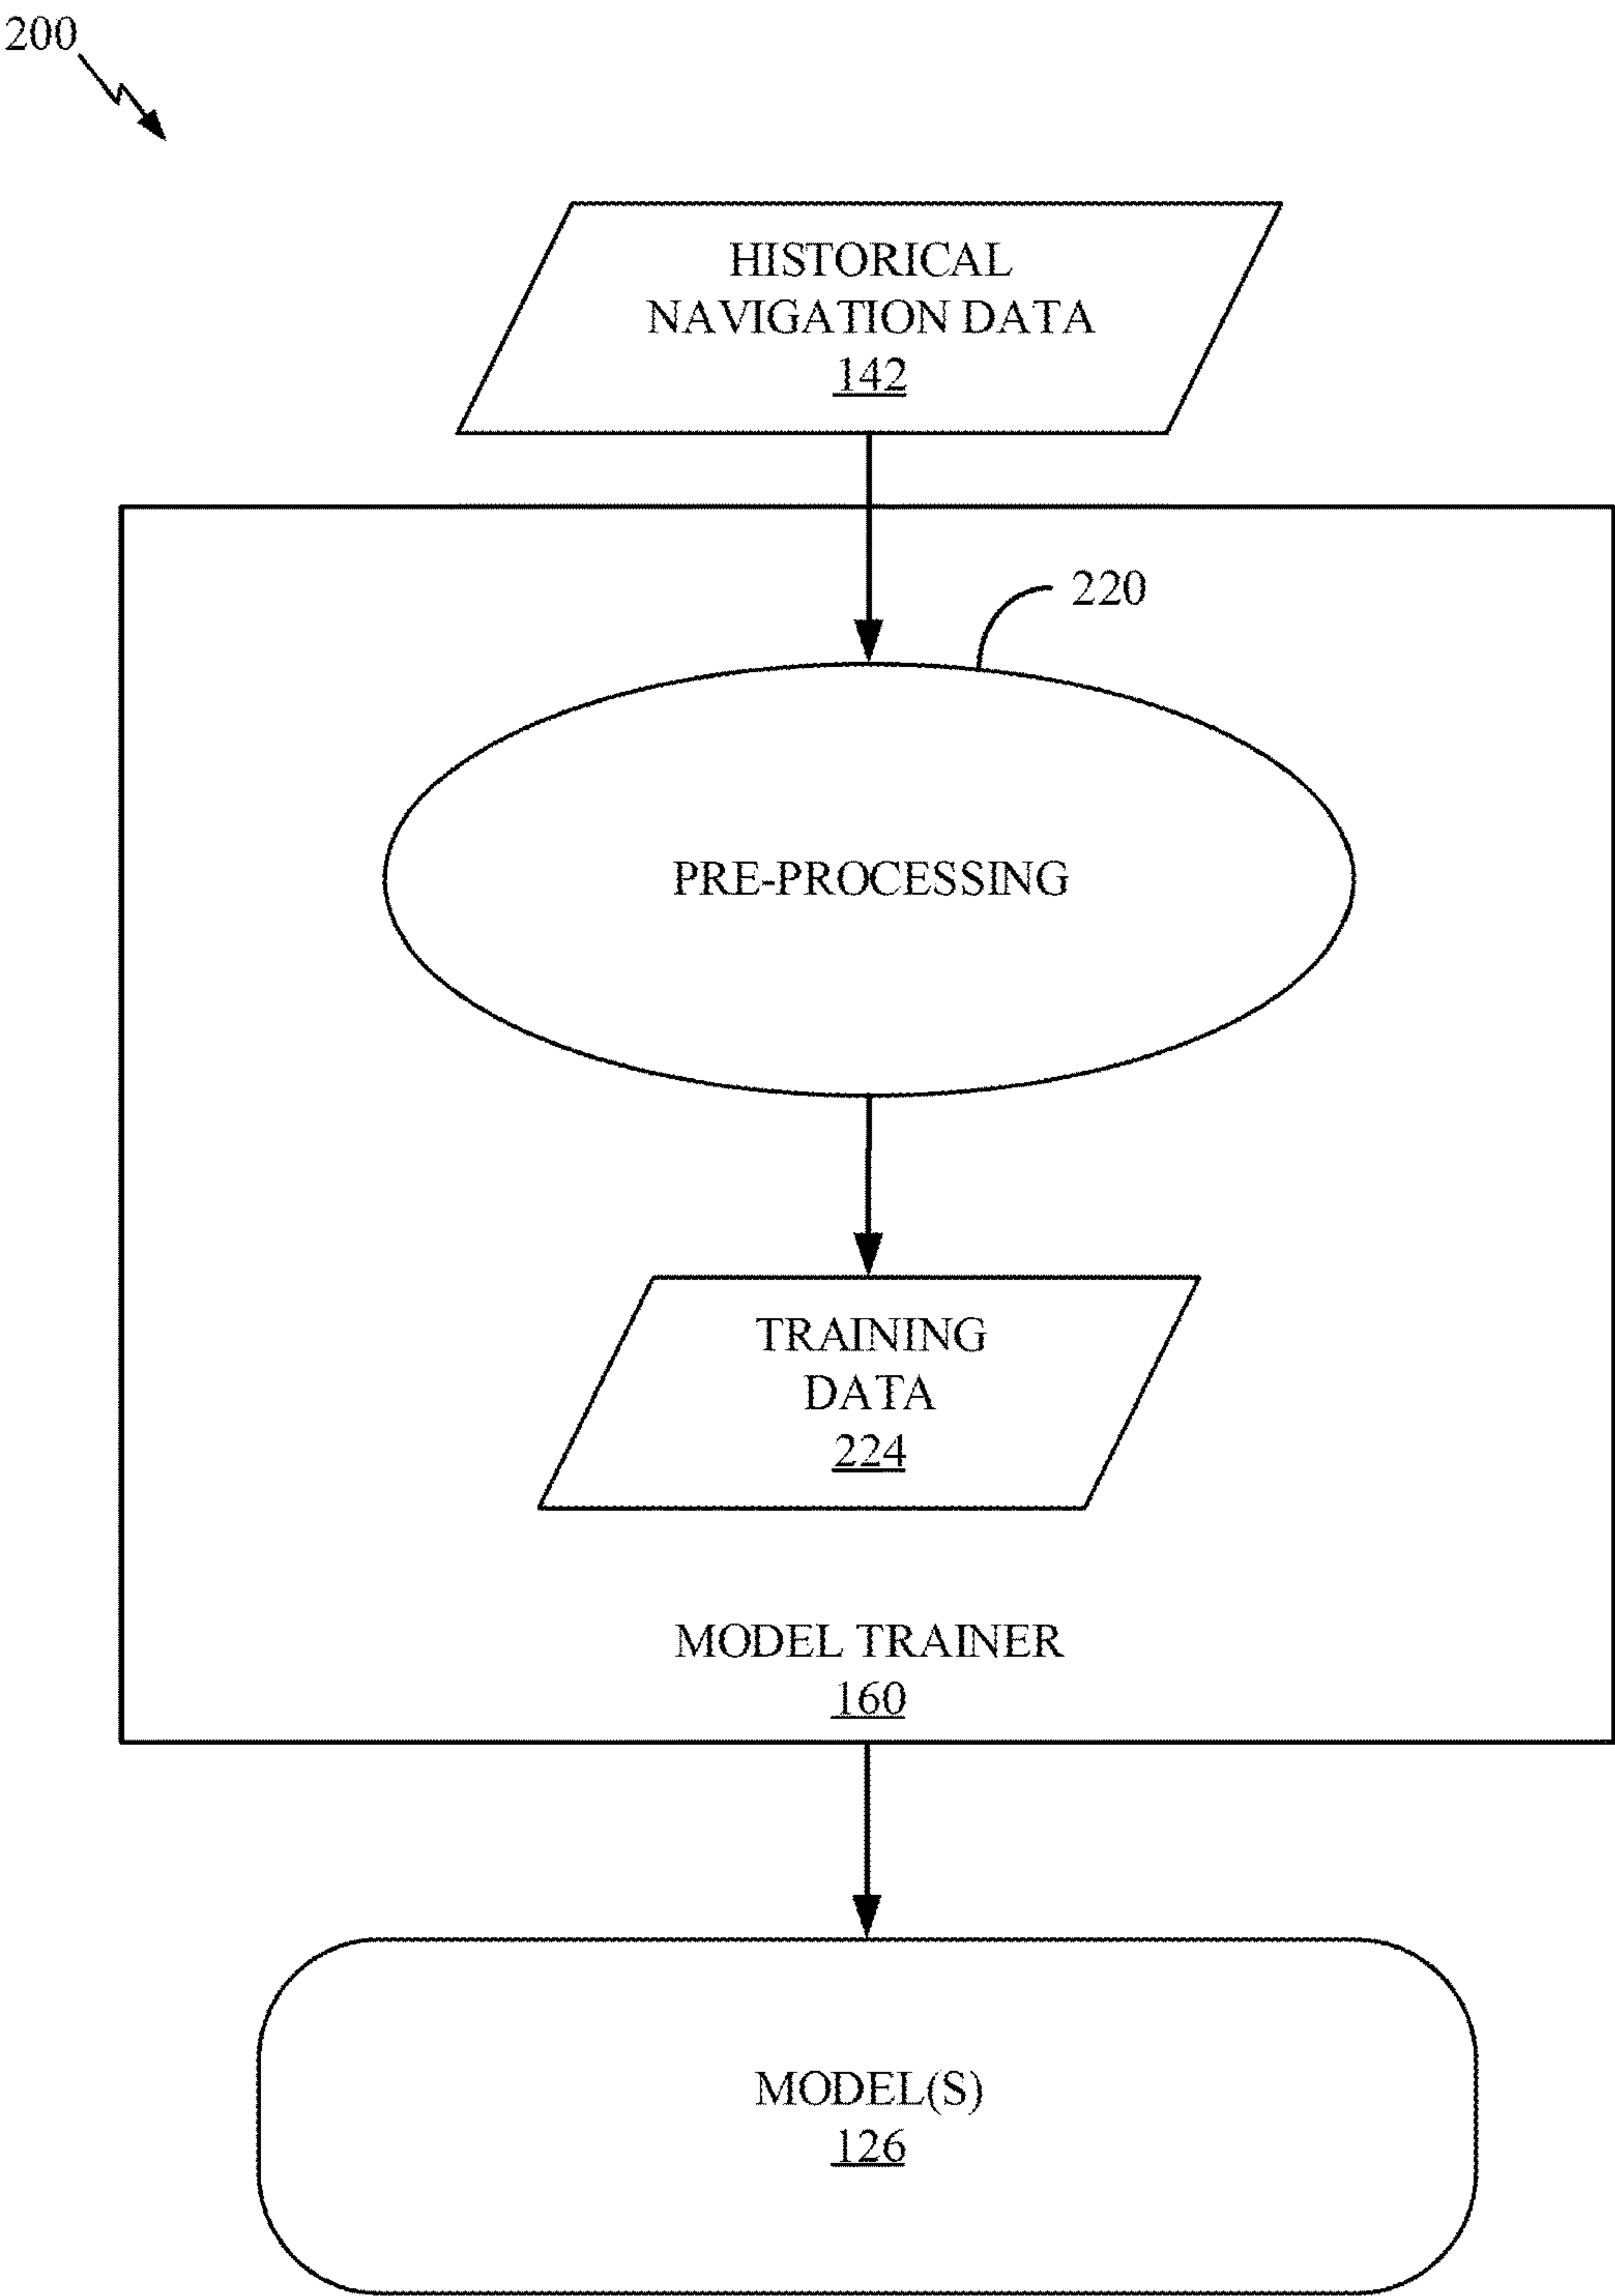 200
HISTORICAL
NAVIGATION DATA
142
220
PRE-PROCESSING
TRAINING
DATA
224
MODEL TRAINER
160
MODEL(S)
126